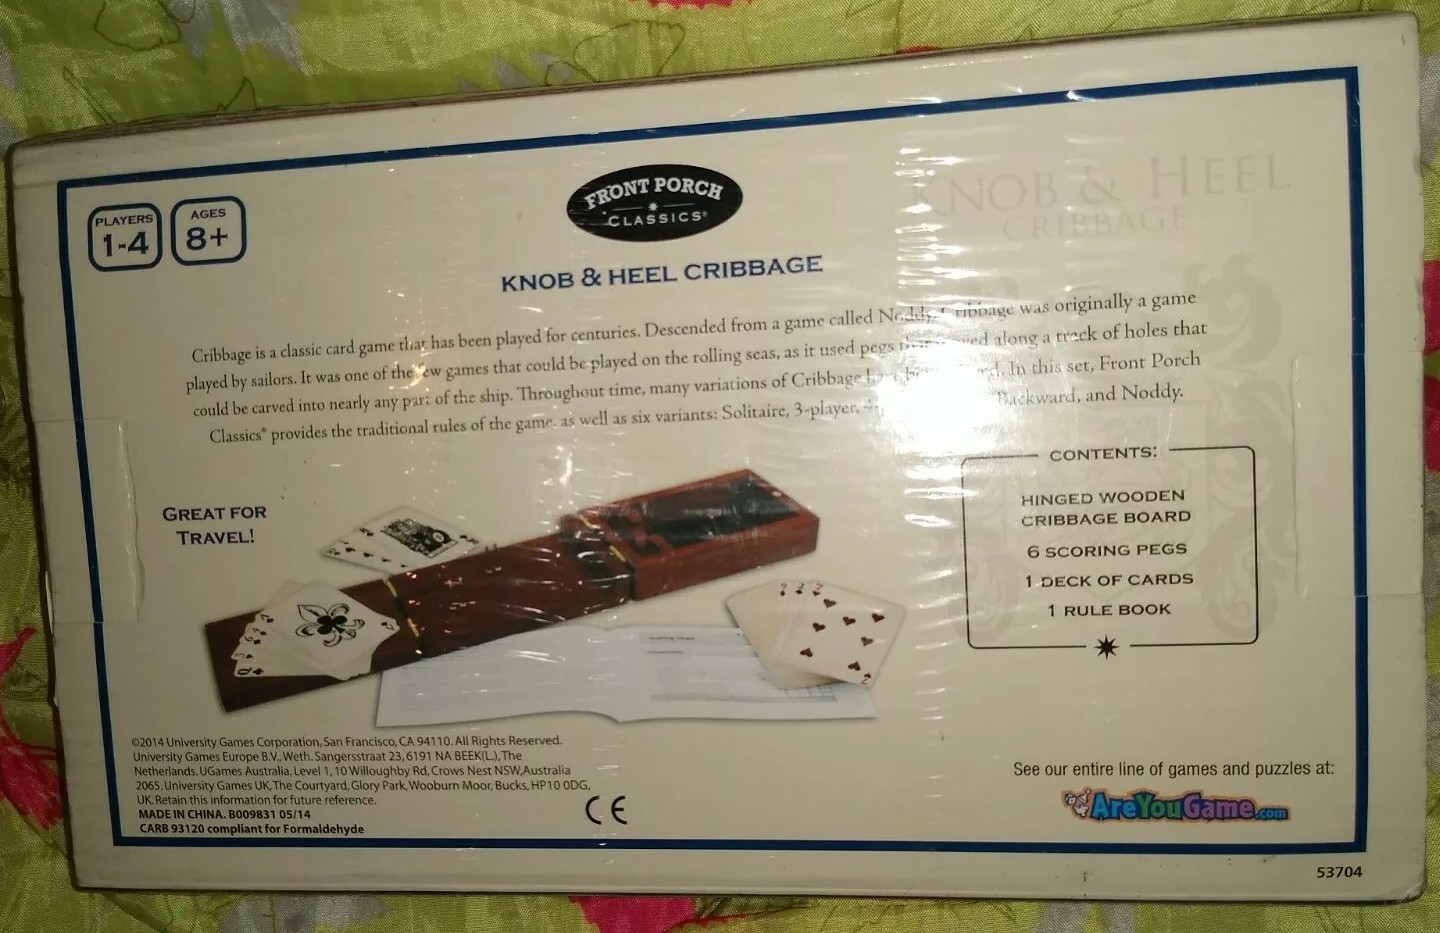 PLAYERS
1-4
AGES
8+
FRONT PORCH
CLASSICS®
KNOB & HEEL
CRIBBAGE
KNOB & HEEL CRIBBAGE
Cribbage is a classic card game that has been played for centuries. Descended from a game called Noddy, Cribbage was originally a game
played by sailors. It was one of the few games that could be played on the rolling seas, as it used pegs that moved along a track of holes that
could be carved into nearly any part of the ship. Throughout time, many variations of Cribbage have In this set, Front Porch
Classics® provides the traditional rules of the game, as well as six variants: Solitaire, 3-player, Backward, and Noddy.
GREAT FOR
TRAVEL!
CONTENTS:
HINGED WOODEN
CRIBBAGE BOARD
6 SCORING PEGS
1 DECK OF CARDS
1 RULE BOOK
©2014 University Games Corporation, San Francisco, CA 94110. All Rights Reserved.
University Games Europe B.V., Weth. Sangersstraat 23, 6191 NA BEEK(L), The
Netherlands. UGames Australia, Level 1, 10 Willoughby Rd, Crows Nest NSW, Australia
2065. University Games UK, The Courtyard, Glory Park, Wooburn Moor, Bucks, HP10 0DG,
UK. Retain this information for future reference.
MADE IN CHINA. B009831 05/14
CARB 93120 compliant for Formaldehyde
CE
See our entire line of games and puzzles at:
AreYouGame.com
53704